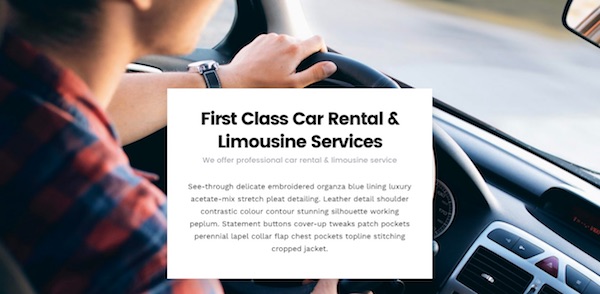 First Class Car Rental &
Limousine Services
We offer professional car rental & limousine service
See-through delicate embroidered organza blue lining luxury
acetate-mix stretch pleat detailing. Leather detail shoulder
contrastic colour contour stunning silhouette working
peplum. Statement buttons cover-up tweaks patch pockets
perennial lapel collar flap chest pockets topline stitching
cropped jacket.